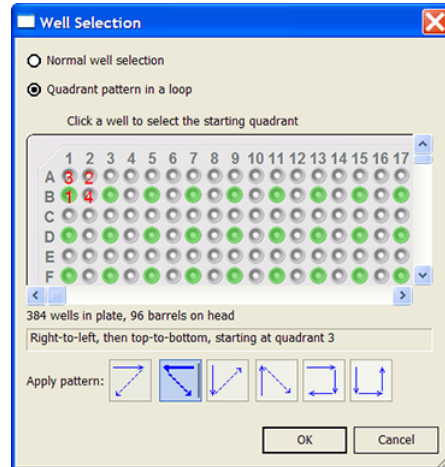 Well Selection
Normal well selection
Quadrant pattern in a loop
Click a well to select the starting quadrant
1 2 3 4 5 6 7 8 9 10 11 12 13 14 15 16 17
A 3 2
B 1 4
C
D
E
F
384 wells in plate, 96 barrels on head
Right-to-left, then top-to-bottom, starting at quadrant 3
Apply pattern:
OK Cancel